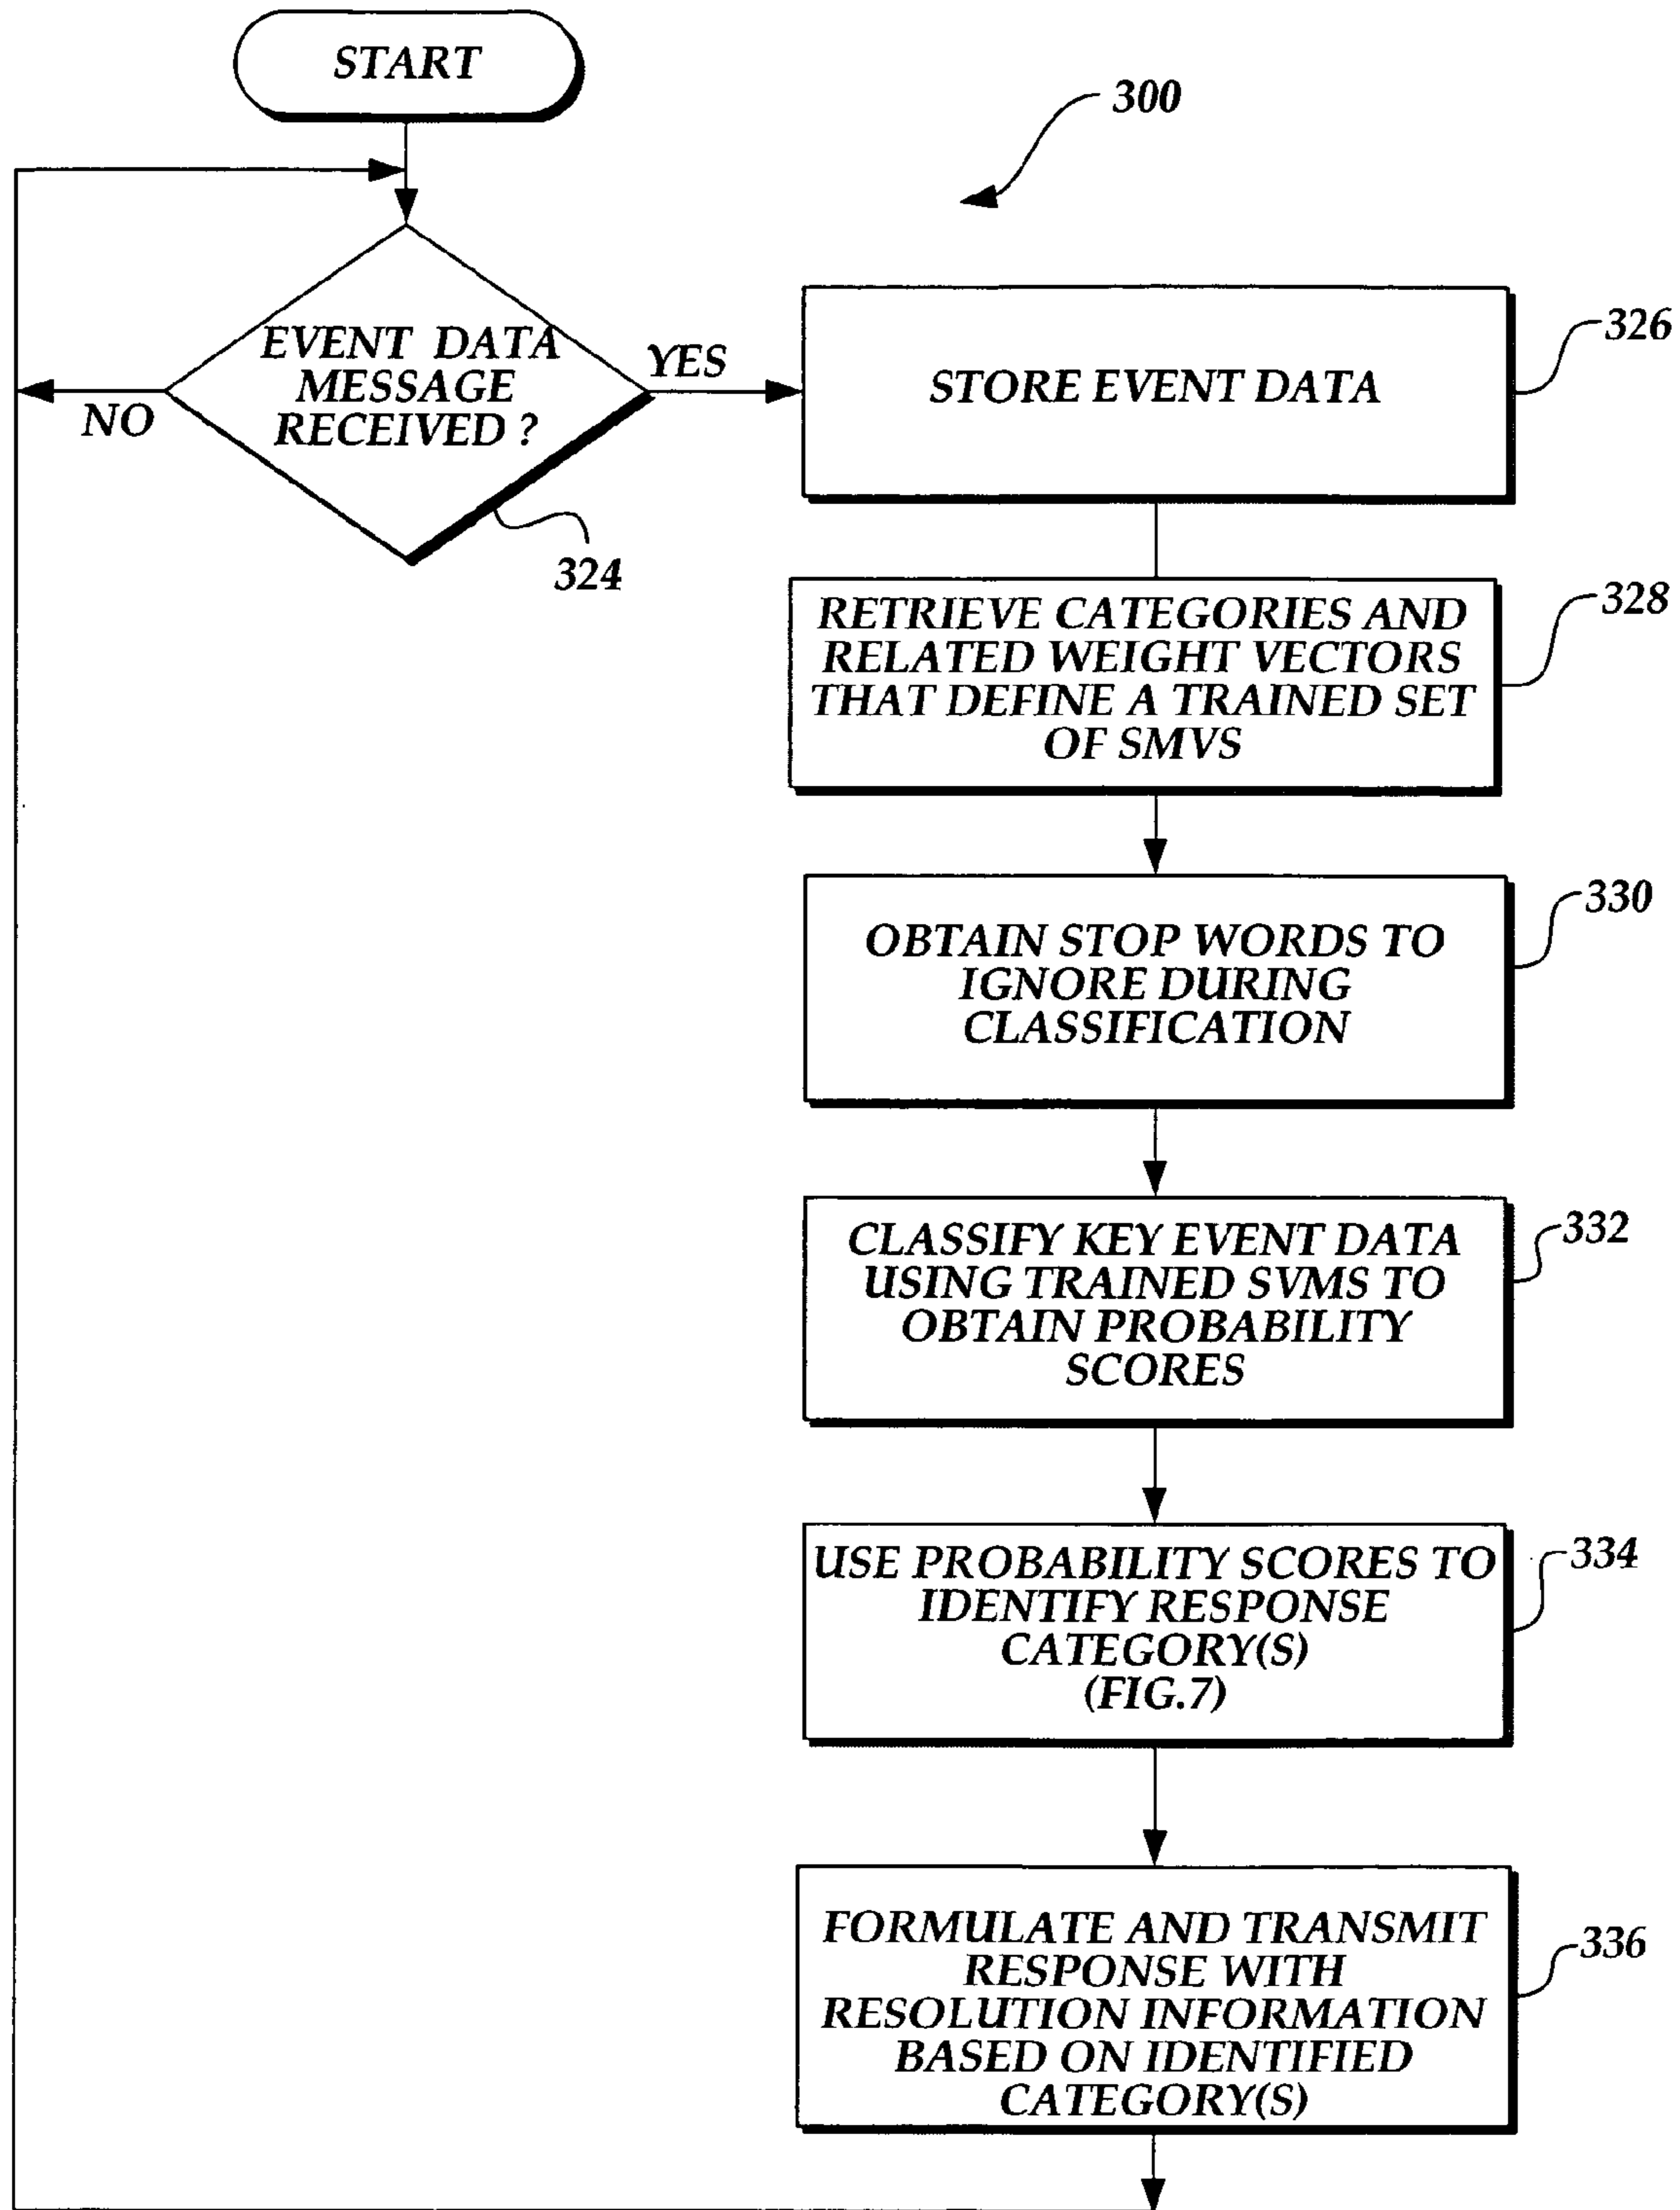 START
300
EVENT DATA
MESSAGE
RECEIVED ?
YES
NO
324
STORE EVENT DATA
326
RETRIEVE CATEGORIES AND
RELATED WEIGHT VECTORS
THAT DEFINE A TRAINED SET
OF SMVS
328
OBTAIN STOP WORDS TO
IGNORE DURING
CLASSIFICATION
330
CLASSIFY KEY EVENT DATA
USING TRAINED SVMS TO
OBTAIN PROBABILITY
SCORES
332
USE PROBABILITY SCORES TO
IDENTIFY RESPONSE
CATEGORY(S)
(FIG.7)
334
FORMULATE AND TRANSMIT
RESPONSE WITH
RESOLUTION INFORMATION
BASED ON IDENTIFIED
CATEGORY(S)
336